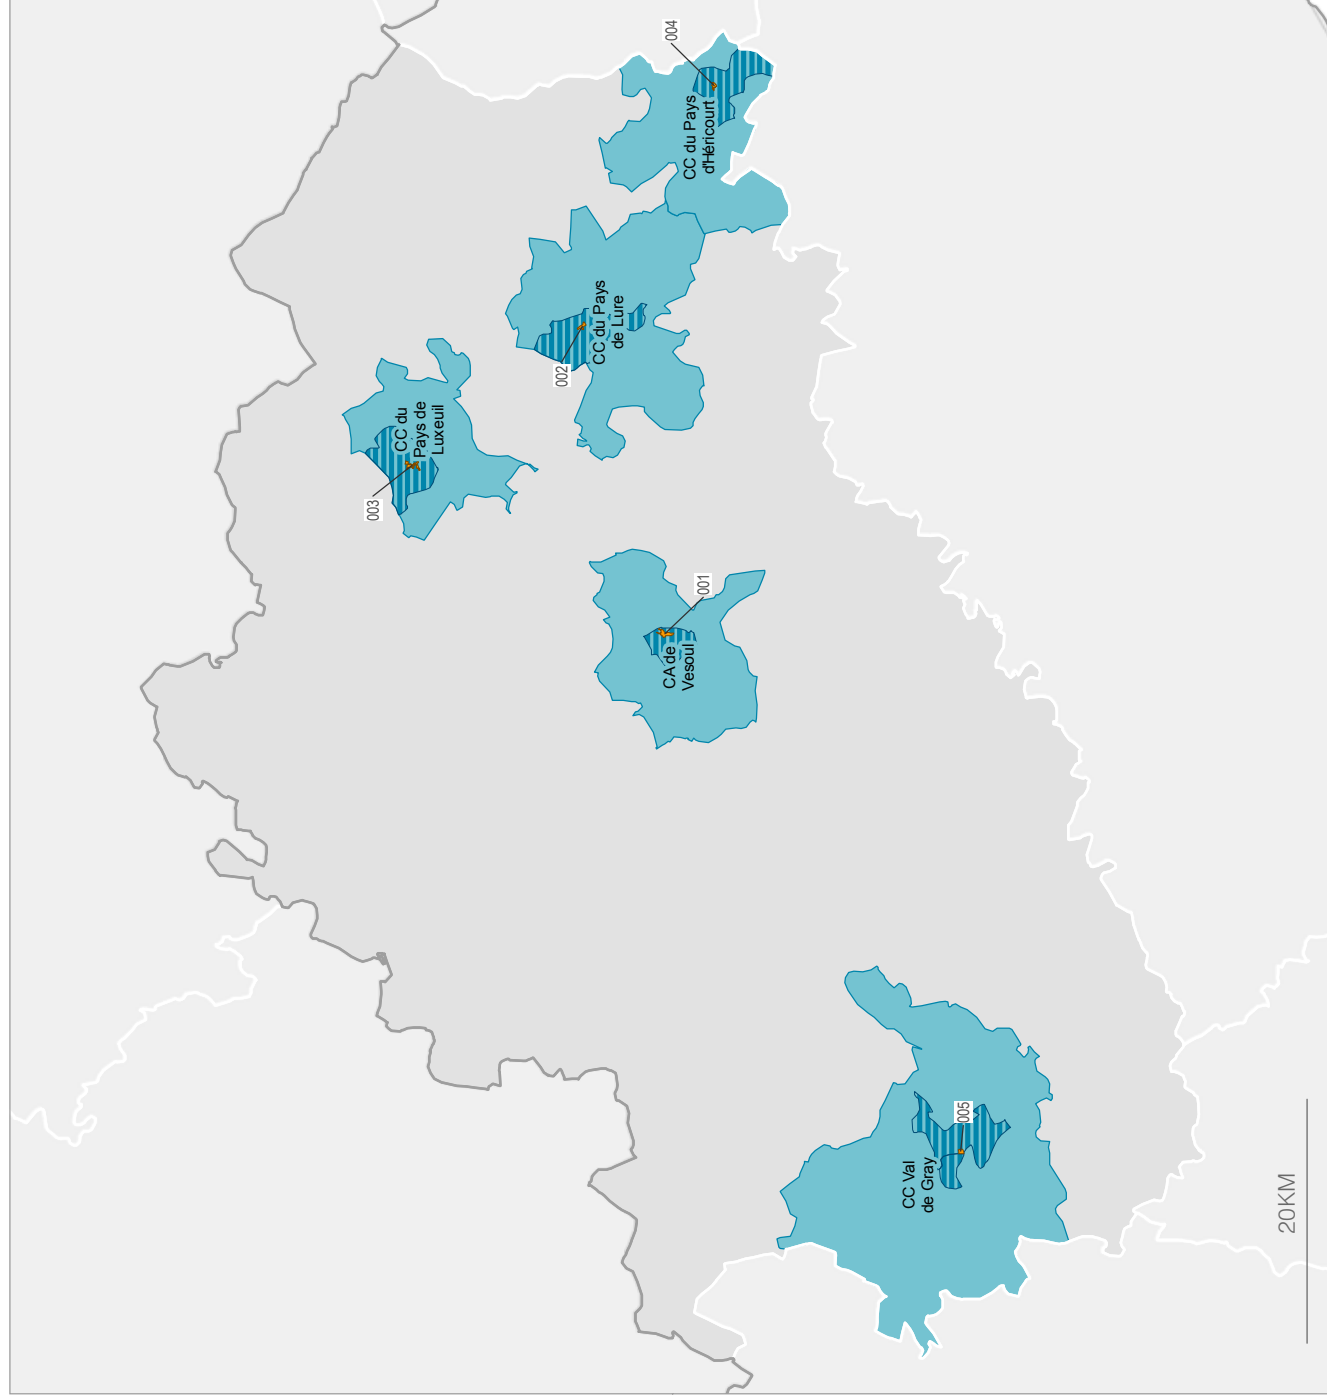 003
CC du
Pays de
Luxeuil
002
CC du Pays
de Lure
004
CC du Pays
d'Héricourt
001
CA de
Vesoul
CC Val
de Gray
005
20KM